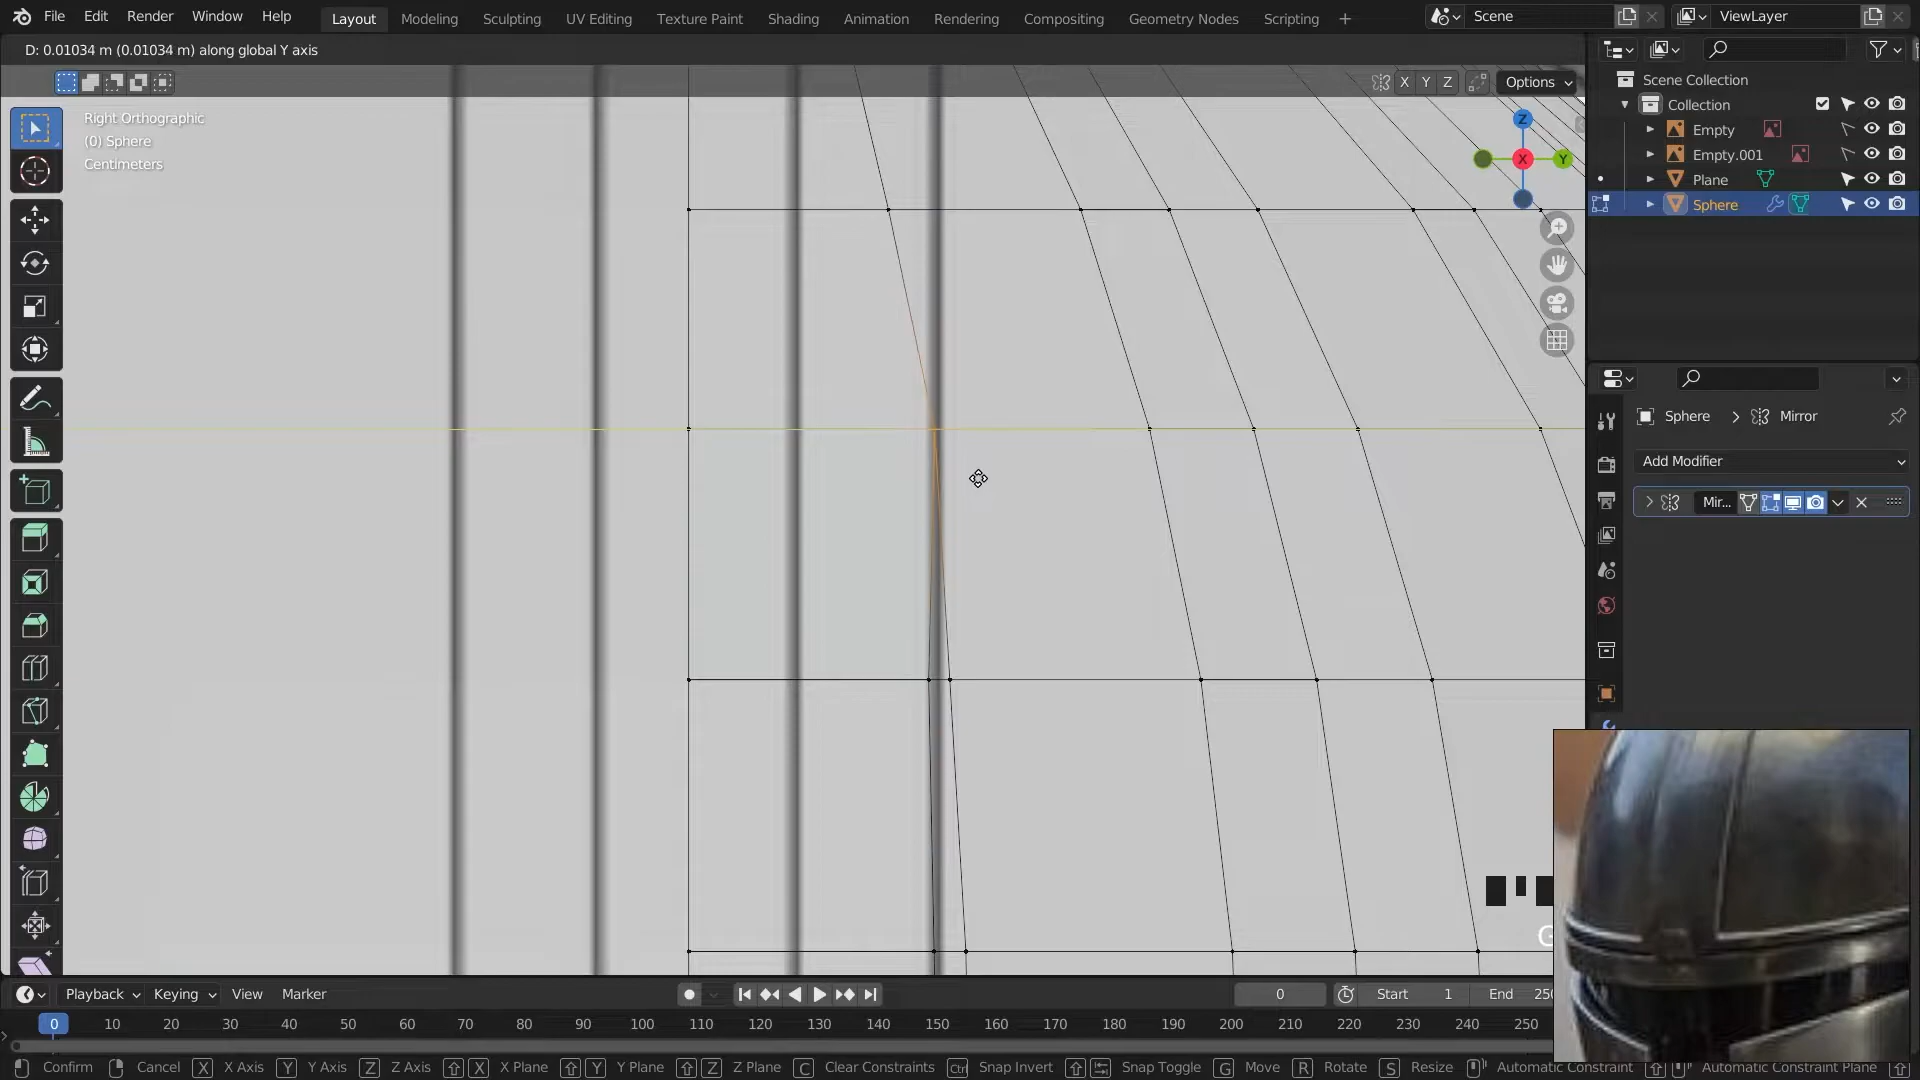 File Edit Render Window Help Layout Modeling Sculpting UV Editing Texture Paint Shading Animation Rendering Compositing Geometry Nodes Scripting + Scene ViewLayer
D: 0.01034 m (0.01034 m) along global Y axis
X Y Z Options
Right Orthographic
(0) Sphere
Centimeters
Z
X
Y
Scene Collection
Collection
Empty
Empty.001
Plane
Sphere
Sphere > Mirror
Add Modifier
Mir...
G
Playback Keying View Marker 0 Start 1 End 250
0 10 20 30 40 50 60 70 80 90 100 110 120 130 140 150 160 170 180 190 200 210 220 230 240 250
Confirm Cancel X X Axis Y Y Axis Z Z Axis X X Plane Y Y Plane Z Z Plane C Clear Constraints Ctrl Snap Invert Snap Toggle G Move R Rotate S Resize Automatic Constraint Automatic Constraint Plane